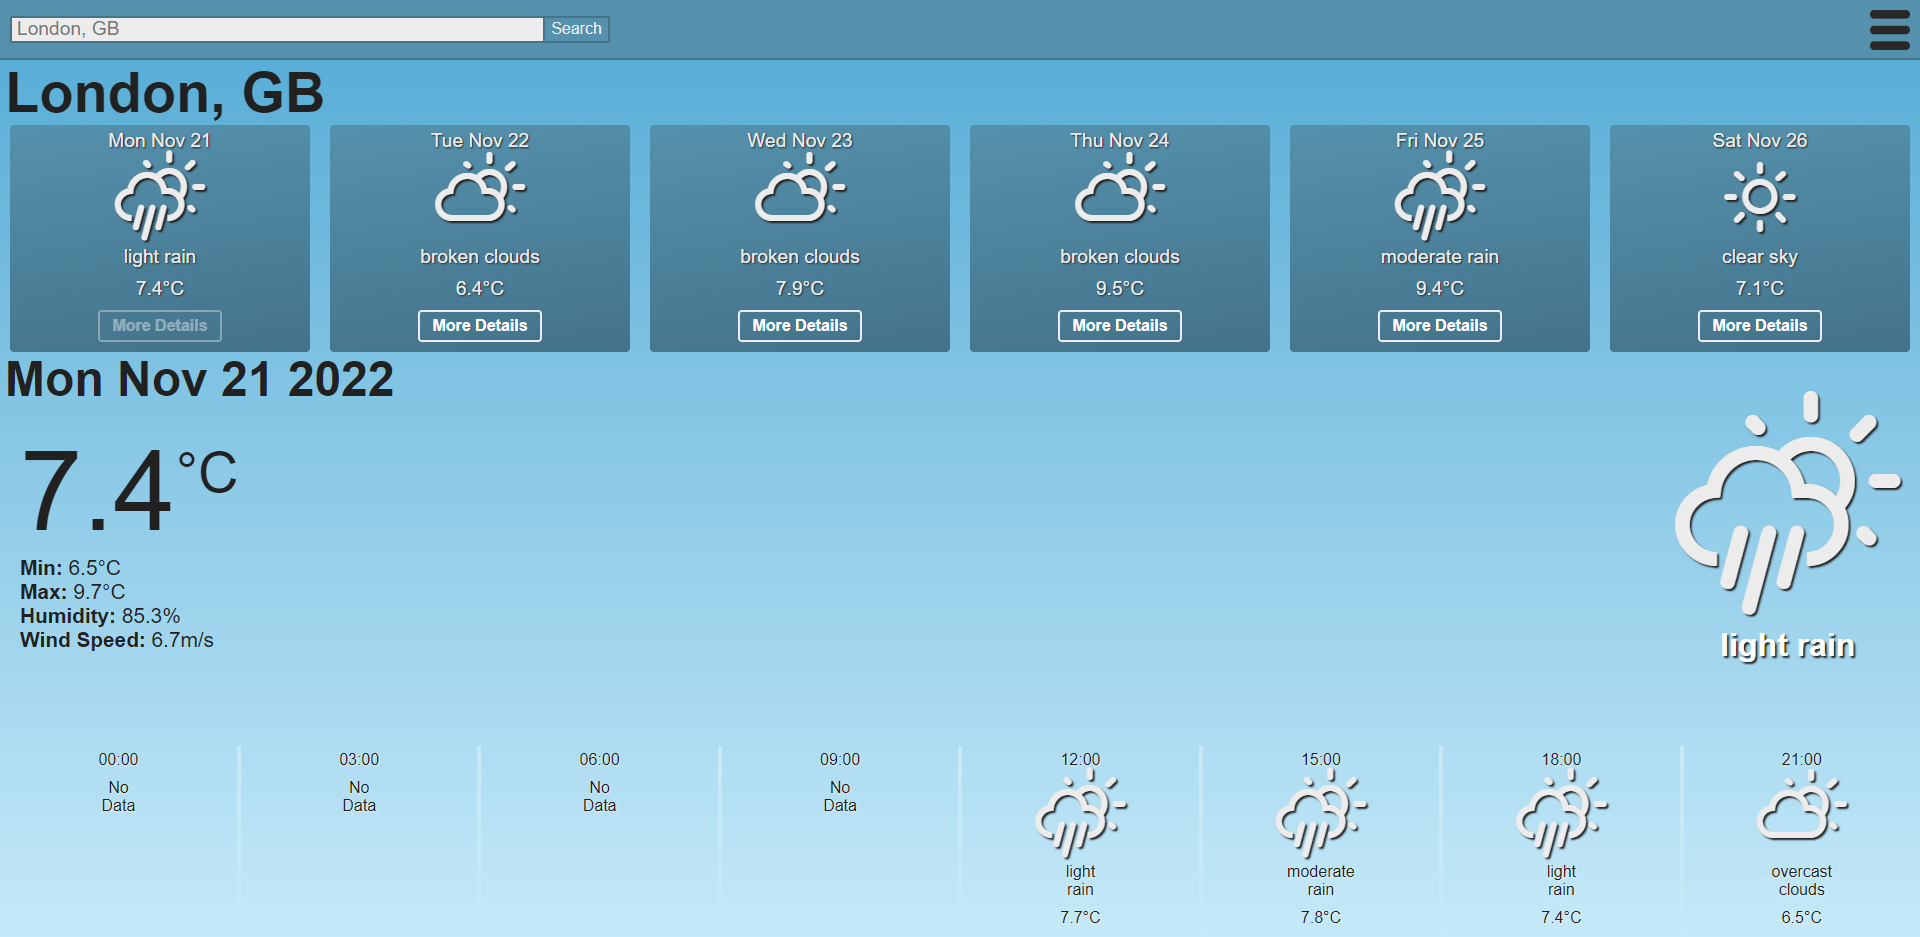 London, GB
Search
London, GB
Mon Nov 21
light rain
7.4°C
More Details
Tue Nov 22
broken clouds
6.4°C
More Details
Wed Nov 23
broken clouds
7.9°C
More Details
Thu Nov 24
broken clouds
9.5°C
More Details
Fri Nov 25
moderate rain
9.4°C
More Details
Sat Nov 26
clear sky
7.1°C
More Details
Mon Nov 21 2022
7.4°C
Min: 6.5°C
Max: 9.7°C
Humidity: 85.3%
Wind Speed: 6.7m/s
light rain
00:00
No
Data
03:00
No
Data
06:00
No
Data
09:00
No
Data
12:00
light
rain
7.7°C
15:00
moderate
rain
7.8°C
18:00
light
rain
7.4°C
21:00
overcast
clouds
6.5°C